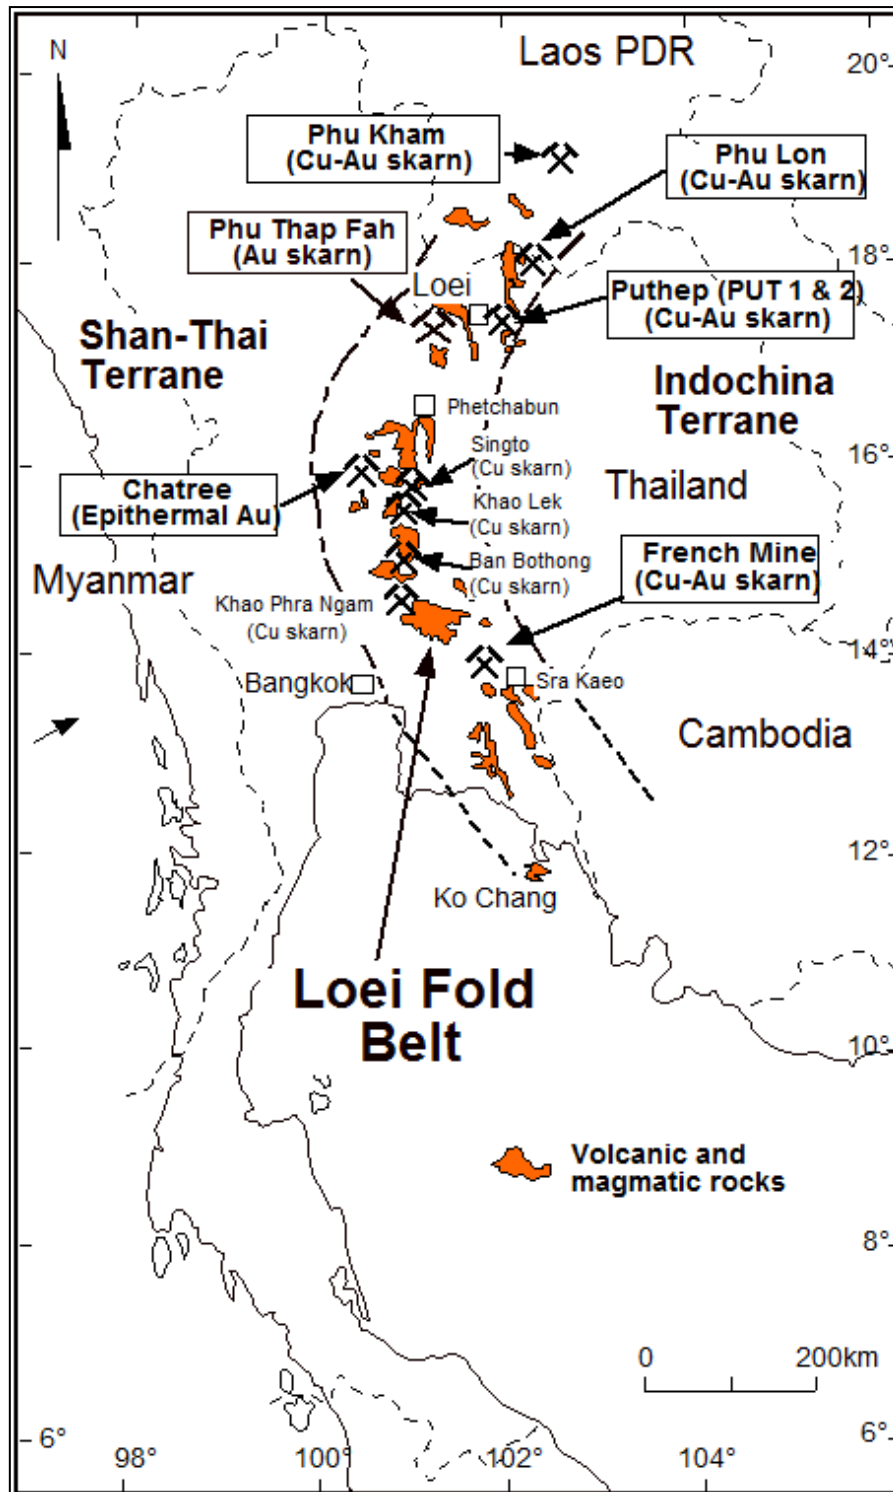 N
Laos PDR
20°
Phu Kham
(Cu-Au skarn)
Phu Lon
(Cu-Au skarn)
Phu Thap Fah
(Au skarn)
18°
Loei
Puthep (PUT 1 & 2)
(Cu-Au skarn)
Shan-Thai
Terrane
Indochina
Terrane
Phetchabun
16°
Singto
(Cu skarn)
Chatree
(Epithermal Au)
Thailand
Khao Lek
(Cu skarn)
Ban Bothong
(Cu skarn)
French Mine
(Cu-Au skarn)
Myanmar
Khao Phra Ngam
(Cu skarn)
14°
Bangkok
Sra Kaeo
Cambodia
12°
Ko Chang
Loei Fold
Belt
10°
Volcanic and
magmatic rocks
8°
0 200km
6° 6°
98° 100° 102° 104°